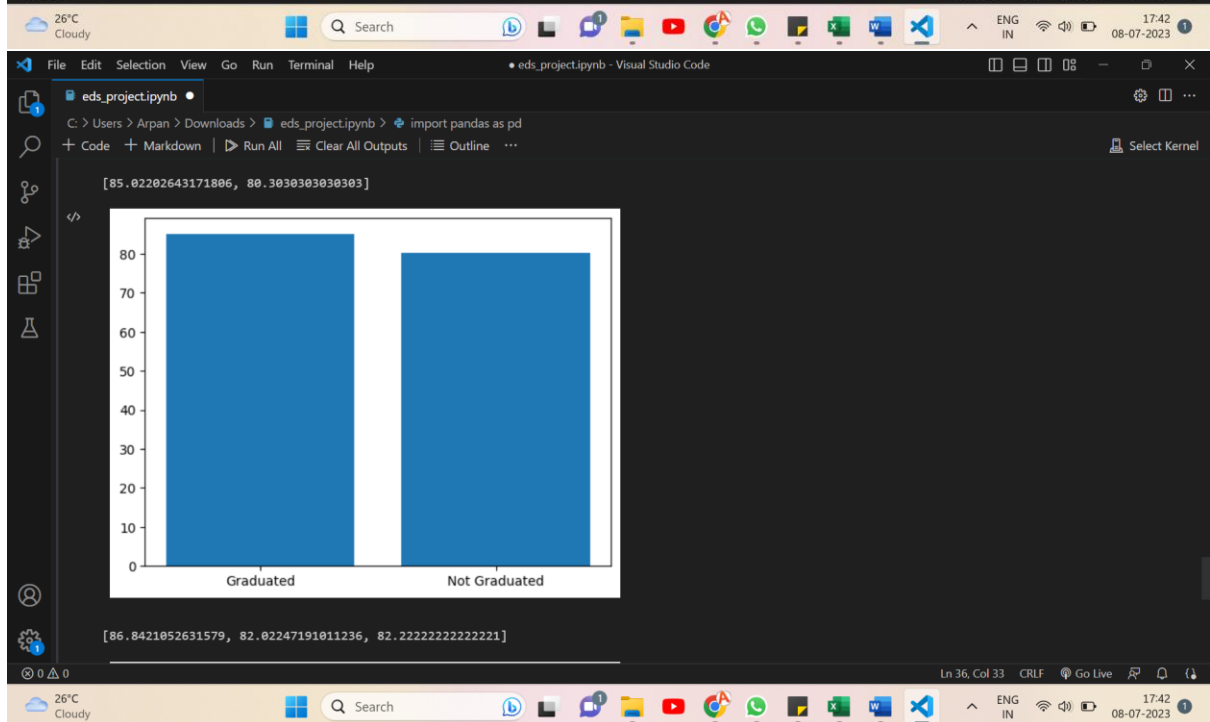 26°C
Cloudy
Search
ENG
IN
17:42
08-07-2023
1
File Edit Selection View Go Run Terminal Help
● eds_project.ipynb - Visual Studio Code
eds_project.ipynb ●
C: > Users > Arpan > Downloads > eds_project.ipynb > import pandas as pd
+ Code + Markdown | Run All Clear All Outputs | Outline ...
Select Kernel
[85.02202643171806, 80.3030303030303]
80
70
60
50
40
30
20
10
0
Graduated Not Graduated
[86.8421052631579, 82.02247191011236, 82.22222222222221]
0 0
Ln 36, Col 33 CRLF Go Live
26°C
Cloudy
Search
ENG
IN
17:42
08-07-2023
1